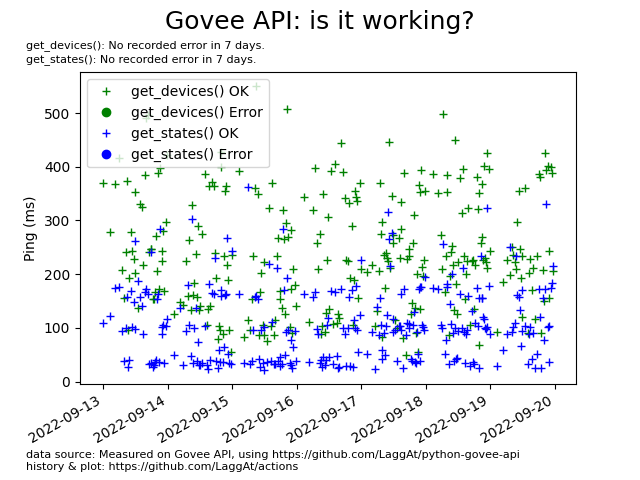 Govee API: is it working?
get_devices(): No recorded error in 7 days.
get_states(): No recorded error in 7 days.
get_devices() OK
get_devices() Error
get_states() OK
get_states() Error
Ping (ms)
500
400
300
200
100
0
2022-09-13
2022-09-14
2022-09-15
2022-09-16
2022-09-17
2022-09-18
2022-09-19
2022-09-20
data source: Measured on Govee API, using https://github.com/LaggAt/python-govee-api
history & plot: https://github.com/LaggAt/actions